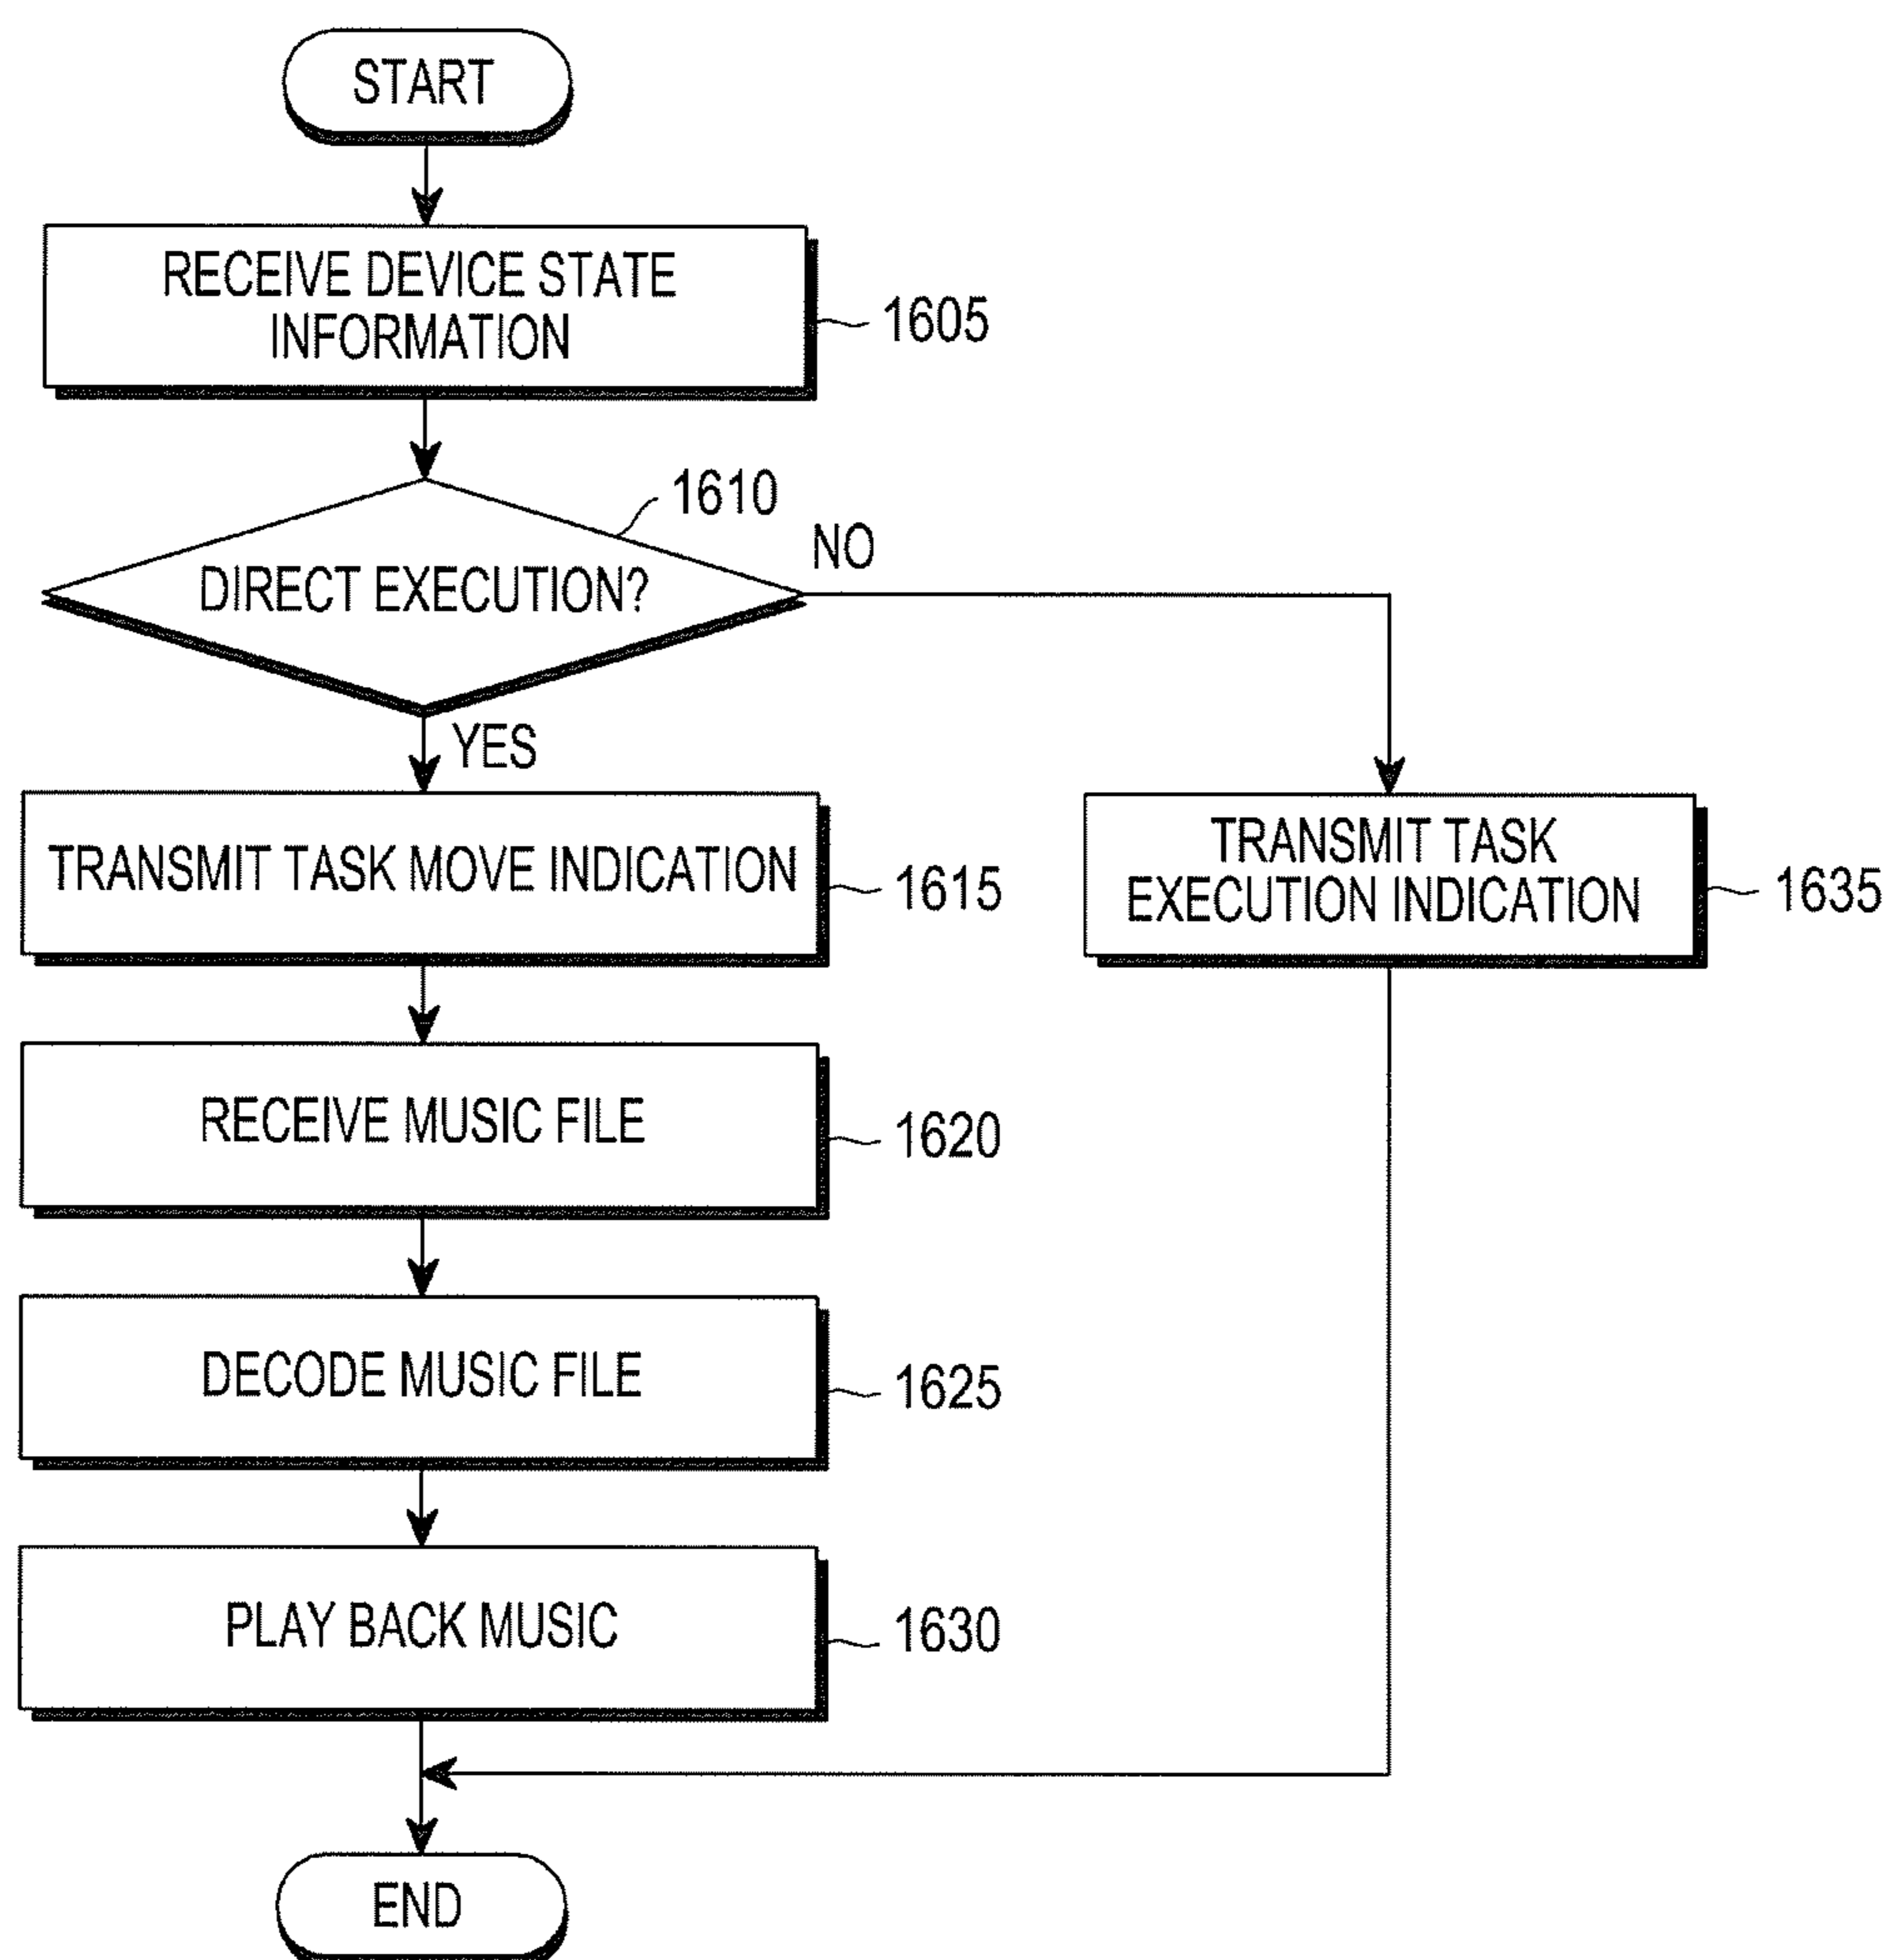 START
RECEIVE DEVICE STATE
INFORMATION
1605
1610
DIRECT EXECUTION?
NO
YES
TRANSMIT TASK MOVE INDICATION
1615
TRANSMIT TASK
EXECUTION INDICATION
1635
RECEIVE MUSIC FILE
1620
DECODE MUSIC FILE
1625
PLAY BACK MUSIC
1630
END